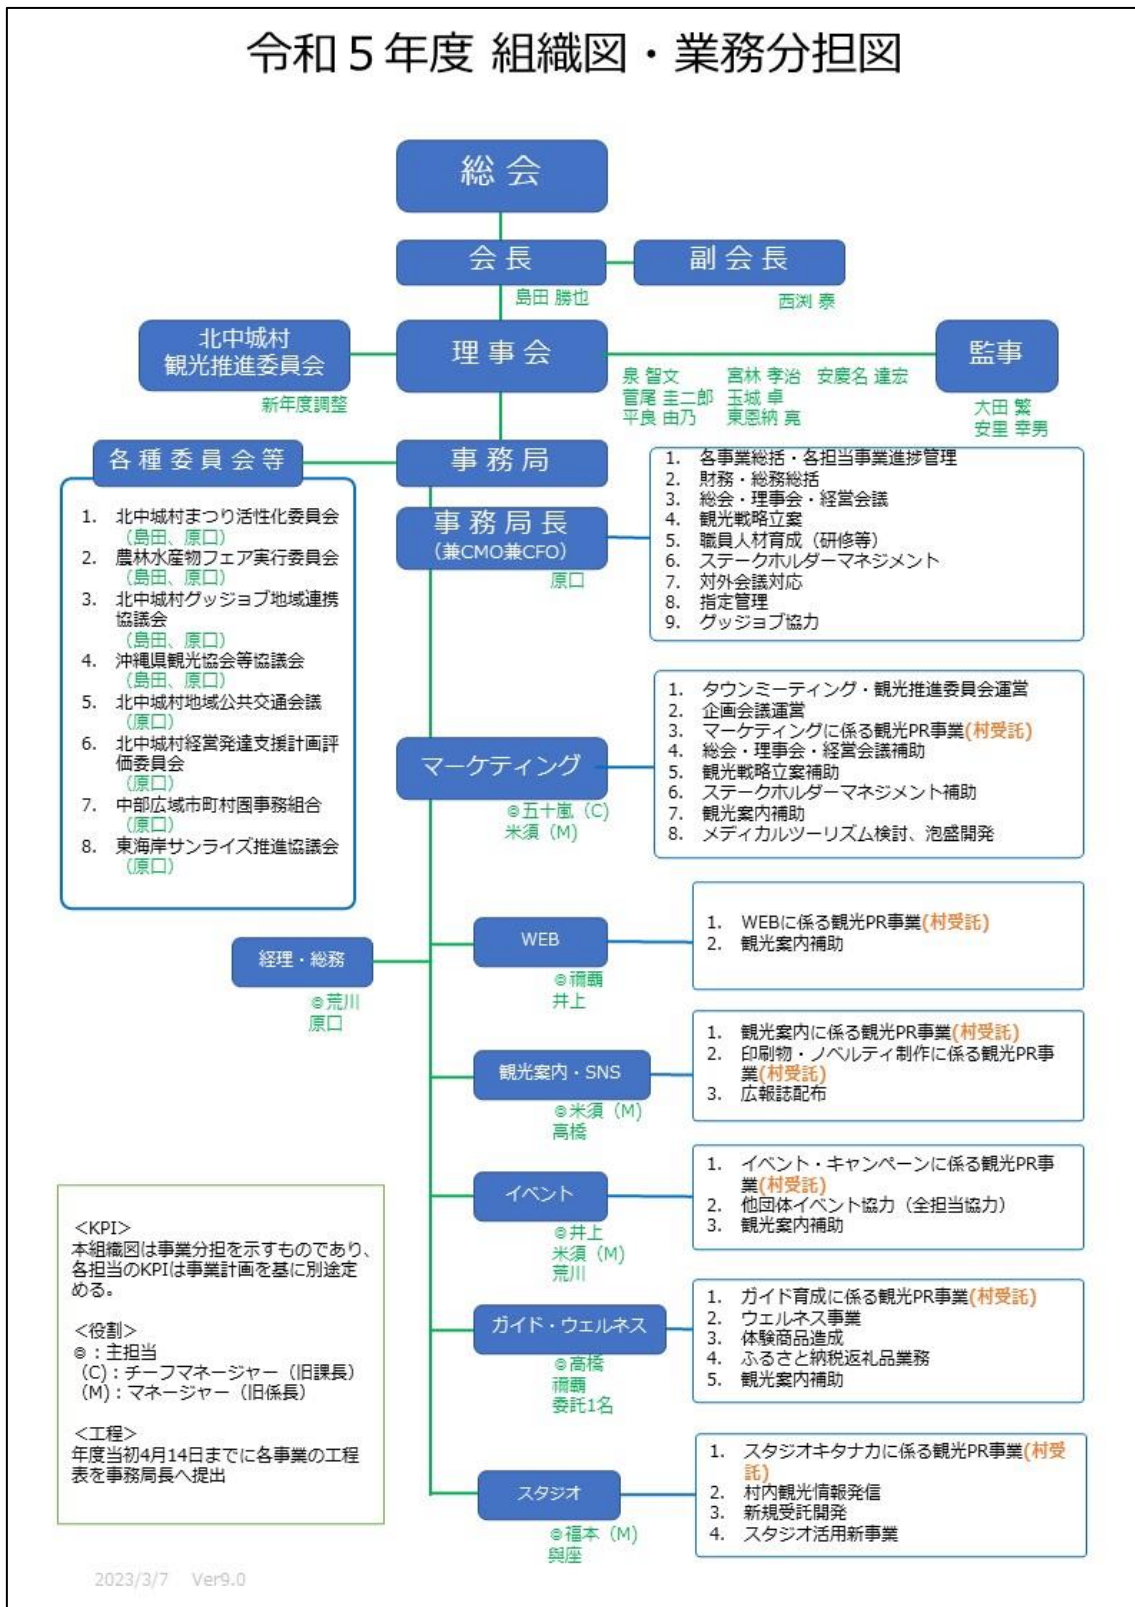 令和５年度 組織図・業務分担図
総 会
会 長
副 会 長
島田 勝也
西渕 泰
北中城村
観光推進委員会
新年度調整
理 事 会
泉 智文 宮林 孝治 安慶名 達宏
菅尾 圭二郎 玉城 卓
平良 由乃 東恩納 亮
監事
大田 繁
安里 幸男
各 種 委 員 会 等
1. 北中城村まつり活性化委員会
（島田、原口）
2. 農林水産物フェア実行委員会
（島田、原口）
3. 北中城村グッジョブ地域連携
協議会
（島田、原口）
4. 沖縄県観光協会等協議会
（島田、原口）
5. 北中城村地域公共交通会議
（原口）
6. 北中城村経営発達支援計画評
価委員会
（原口）
7. 中部広域市町村圏事務組合
（原口）
8. 東海岸サンライズ推進協議会
（原口）
事 務 局
事 務 局 長
（兼CMO兼CFO）
原口
1. 各事業総括・各担当事業進捗管理
2. 財務・総務総括
3. 総会・理事会・経営会議
4. 観光戦略立案
5. 職員人材育成（研修等）
6. ステークホルダーマネジメント
7. 対外会議対応
8. 指定管理
9. グッジョブ協力
マーケティング
◎五十嵐（C）
米須（M）
1. タウンミーティング・観光推進委員会運営
2. 企画会議運営
3. マーケティングに係る観光PR事業(村受託)
4. 総会・理事会・経営会議補助
5. 観光戦略立案補助
6. ステークホルダーマネジメント補助
7. 観光案内補助
8. メディカルツーリズム検討、泡盛開発
経理・総務
◎荒川
原口
WEB
◎禰覇
井上
1. WEBに係る観光PR事業(村受託)
2. 観光案内補助
観光案内・SNS
◎米須（M）
高橋
1. 観光案内に係る観光PR事業(村受託)
2. 印刷物・ノベルティ制作に係る観光PR事
業(村受託)
3. 広報誌配布
イベント
◎井上
米須（M）
荒川
1. イベント・キャンペーンに係る観光PR事
業(村受託)
2. 他団体イベント協力（全担当協力）
3. 観光案内補助
ガイド・ウェルネス
◎高橋
禰覇
委託1名
1. ガイド育成に係る観光PR事業(村受託)
2. ウェルネス事業
3. 体験商品造成
4. ふるさと納税返礼品業務
5. 観光案内補助
スタジオ
◎福本（M）
與座
1. スタジオキタナカに係る観光PR事業(村受
託)
2. 村内観光情報発信
3. 新規受託開発
4. スタジオ活用新事業
＜KPI＞
本組織図は事業分担を示すものであり、
各担当のKPIは事業計画を基に別途定
める。
＜役割＞
◎：主担当
（C）：チーフマネージャー（旧課長）
（M）：マネージャー（旧係長）
＜工程＞
年度当初4月14日までに各事業の工程
表を事務局長へ提出
2023/3/7 Ver9.0